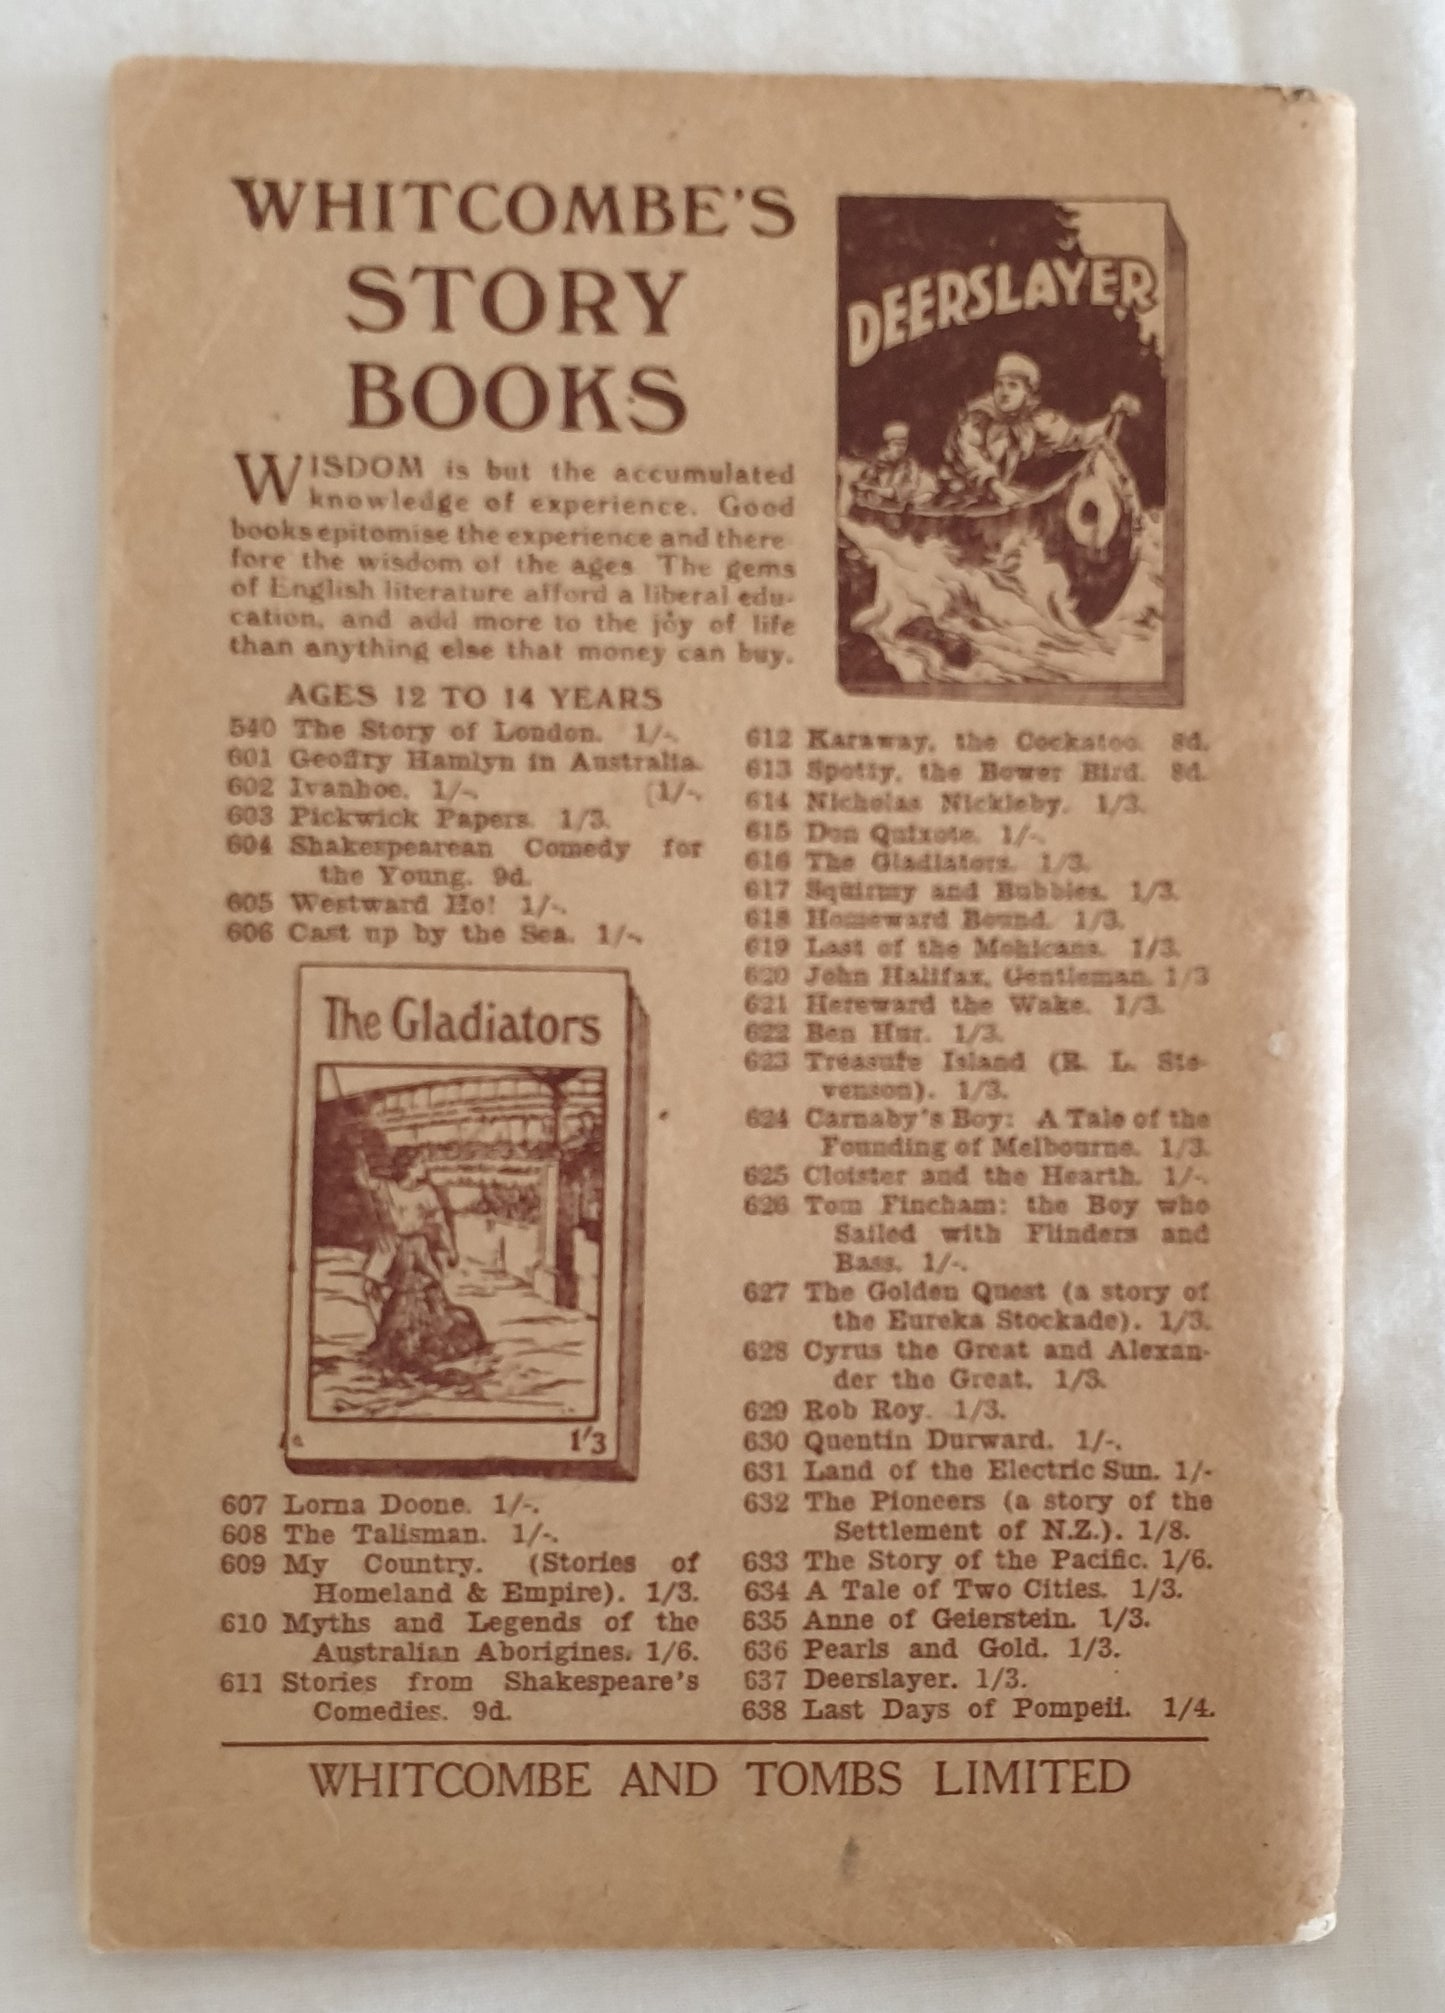 WHITCOMBE'S
STORY
BOOKS
WISDOM is but the accumulated
knowledge of experience. Good
books epitomise the experience and there
fore the wisdom of the ages The gems
of English literature afford a liberal edu-
cation, and add more to the joy of life
than anything else that money can buy.
DEERSLAYER
AGES 12 TO 14 YEARS
540 The Story of London. 1/-.
601 Geoffry Hamlyn in Australia.
602 Ivanhoe. 1/-. (1/-.
603 Pickwick Papers. 1/3.
604 Shakespearean Comedy for
the Young. 9d.
605 Westward Ho! 1/-.
606 Cast up by the Sea. 1/-.
The Gladiators
1'3
607 Lorna Doone. 1/-.
608 The Talisman. 1/-.
609 My Country. (Stories of
Homeland & Empire). 1/3.
610 Myths and Legends of the
Australian Aborigines. 1/6.
611 Stories from Shakespeare's
Comedies. 9d.
612 Karaway, the Cockatoo. 8d.
613 Spotty, the Bower Bird. 8d.
614 Nicholas Nickleby. 1/3.
615 Don Quixote. 1/-.
616 The Gladiators. 1/3.
617 Squirmy and Bubbles. 1/3.
618 Homeward Bound. 1/3.
619 Last of the Mohicans. 1/3.
620 John Halifax, Gentleman. 1/3
621 Hereward the Wake. 1/3.
622 Ben Hur. 1/3.
623 Treasure Island (R. L. Ste-
venson). 1/3.
624 Carnaby's Boy: A Tale of the
Founding of Melbourne. 1/3.
625 Cloister and the Hearth. 1/-.
626 Tom Fincham: the Boy who
Sailed with Flinders and
Bass. 1/-.
627 The Golden Quest (a story of
the Eureka Stockade). 1/3.
628 Cyrus the Great and Alexan-
der the Great. 1/3.
629 Rob Roy. 1/3.
630 Quentin Durward. 1/-.
631 Land of the Electric Sun. 1/-
632 The Pioneers (a story of the
Settlement of N.Z.). 1/8.
633 The Story of the Pacific. 1/6.
634 A Tale of Two Cities. 1/3.
635 Anne of Geierstein. 1/3.
636 Pearls and Gold. 1/3.
637 Deerslayer. 1/3.
638 Last Days of Pompeii. 1/4.
WHITCOMBE AND TOMBS LIMITED